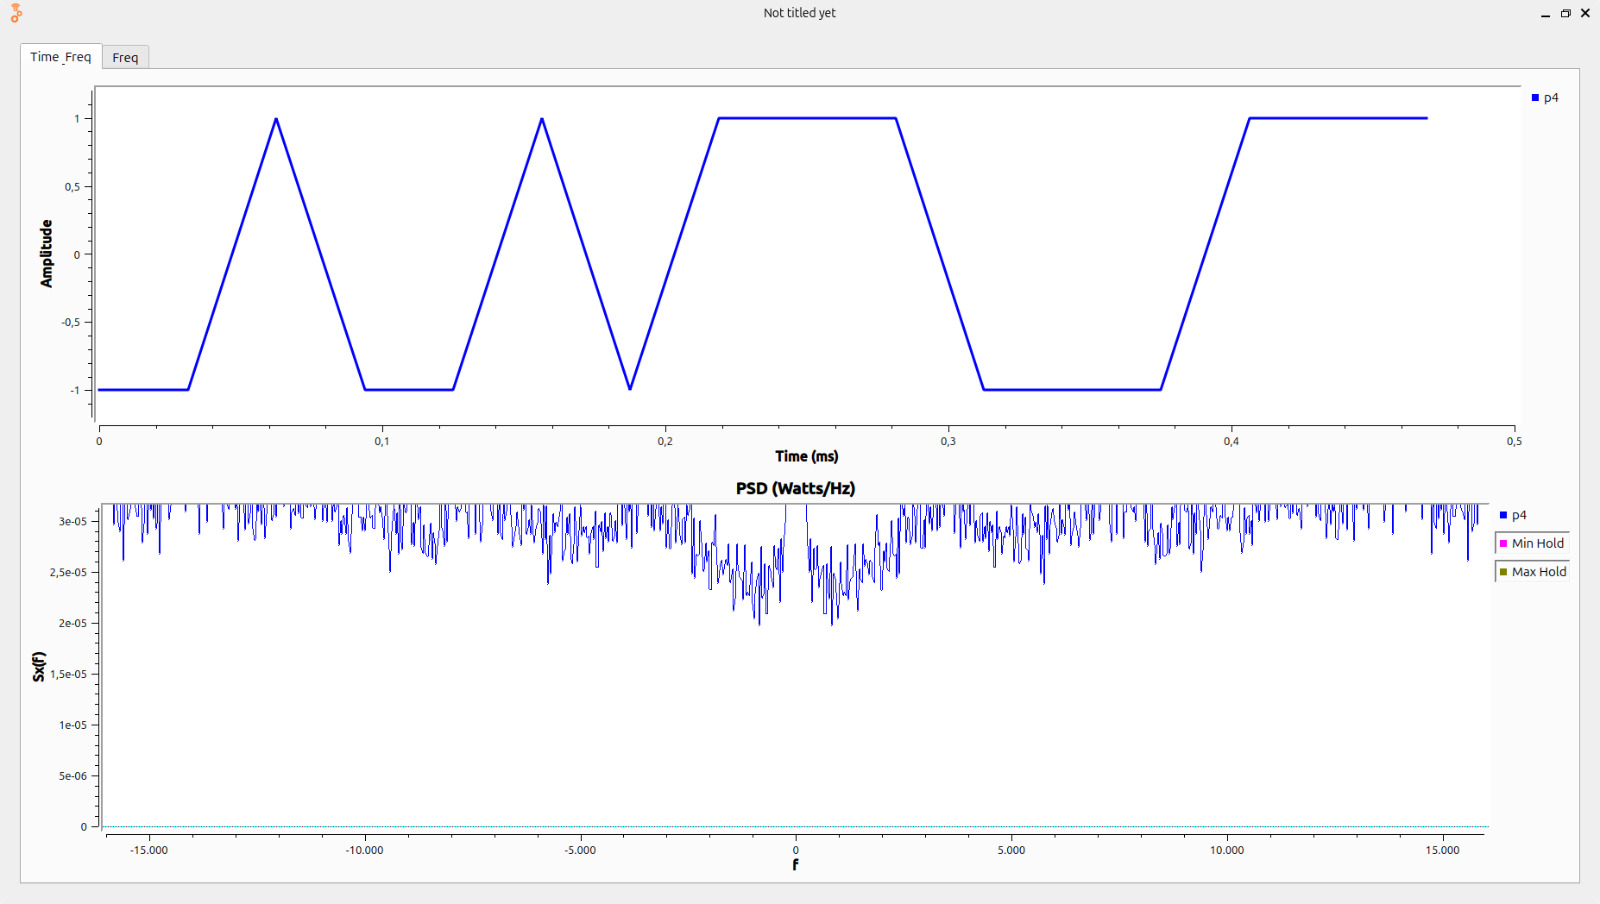 Not titled yet
Time_Freq
Freq
1
0,5
0
-0,5
-1
Amplitude
p4
0
0,1
0,2
0,3
0,4
0,5
Time (ms)
PSD (Watts/Hz)
3e-05
2,5e-05
2e-05
1,5e-05
1e-05
5e-06
0
Sx(f)
p4
Min Hold
Max Hold
-15.000
-10.000
-5.000
0
5.000
10.000
15.000
f